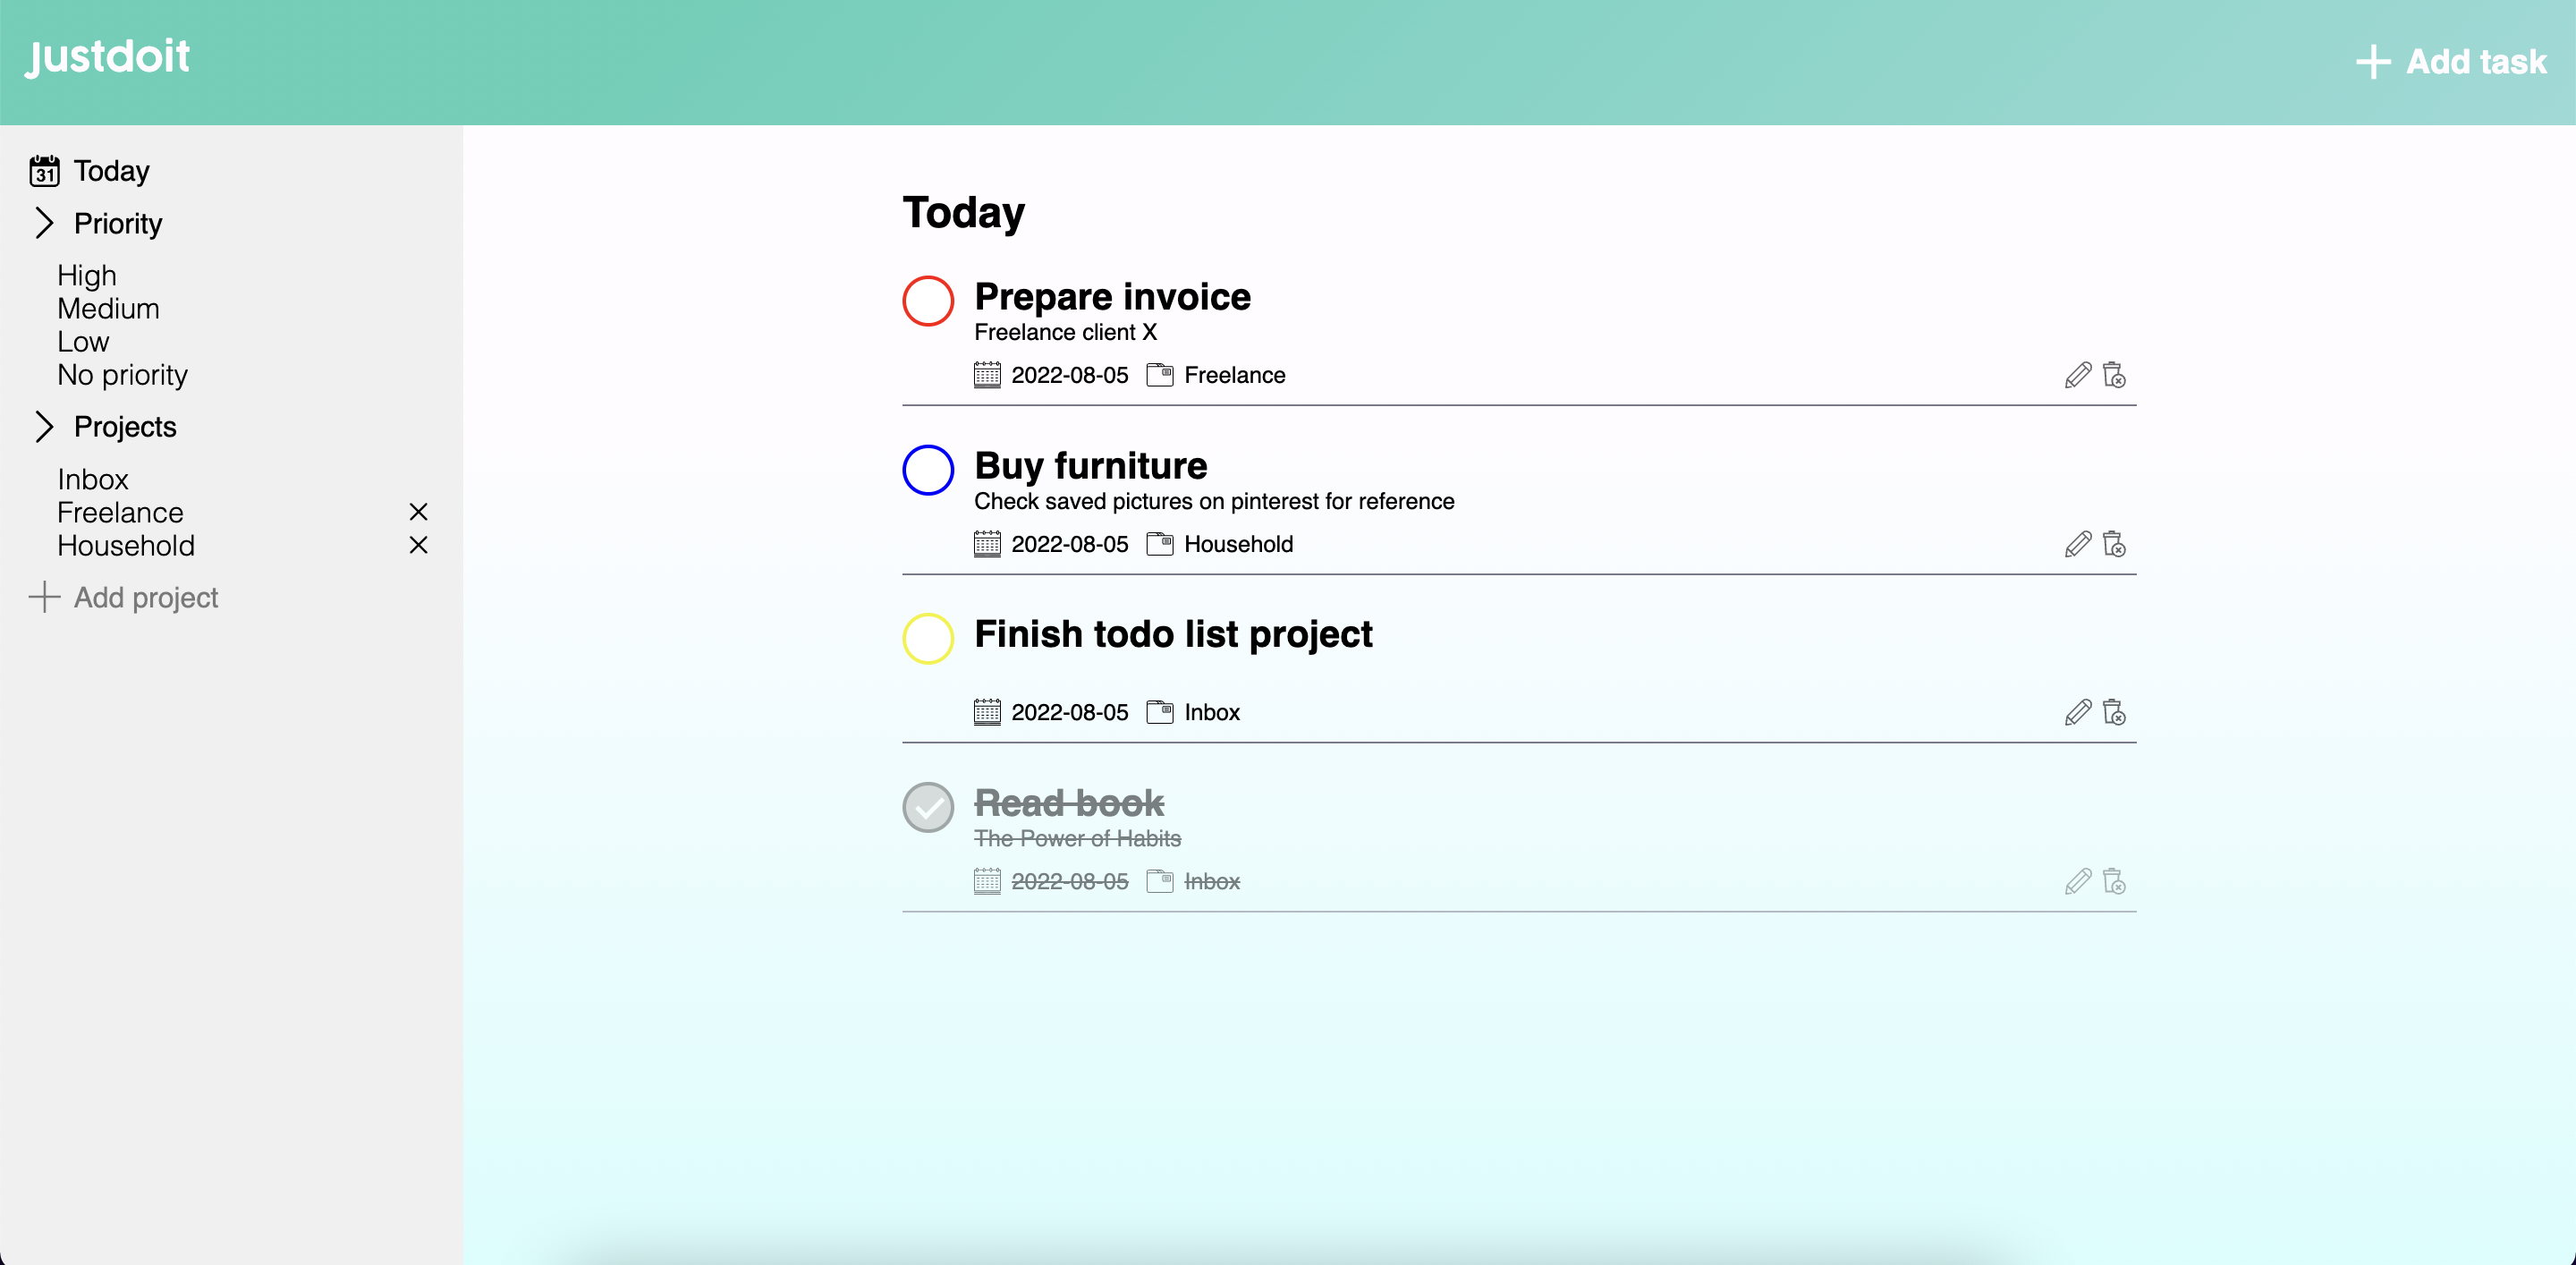 Justdoit
Add task
31 Today
Priority
High
Medium
Low
No priority
Projects
Inbox
Freelance
Household
Add project
Today
Prepare invoice
Freelance client X
2022-08-05 Freelance
Buy furniture
Check saved pictures on pinterest for reference
2022-08-05 Household
Finish todo list project
2022-08-05 Inbox
Read book
The Power of Habits
2022-08-05 Inbox